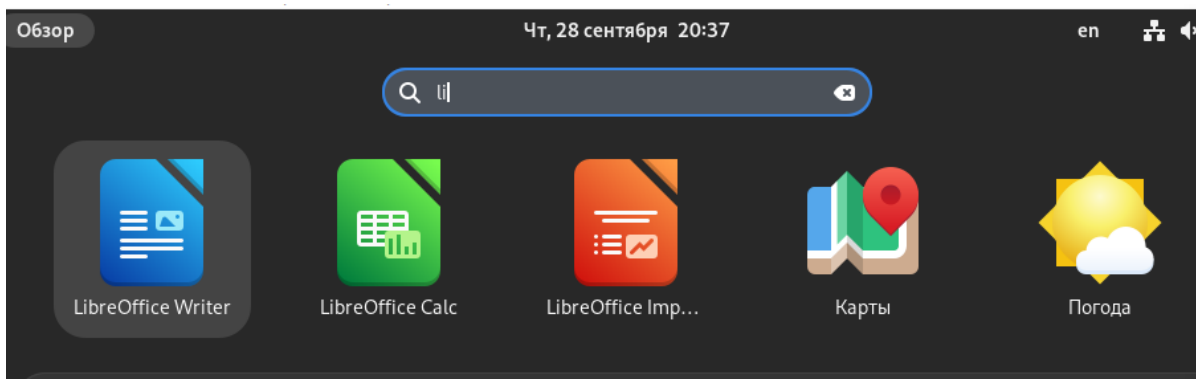 Обзор Чт, 28 сентября 20:37 en
li
LibreOffice Writer LibreOffice Calc LibreOffice Imp... Карты Погода